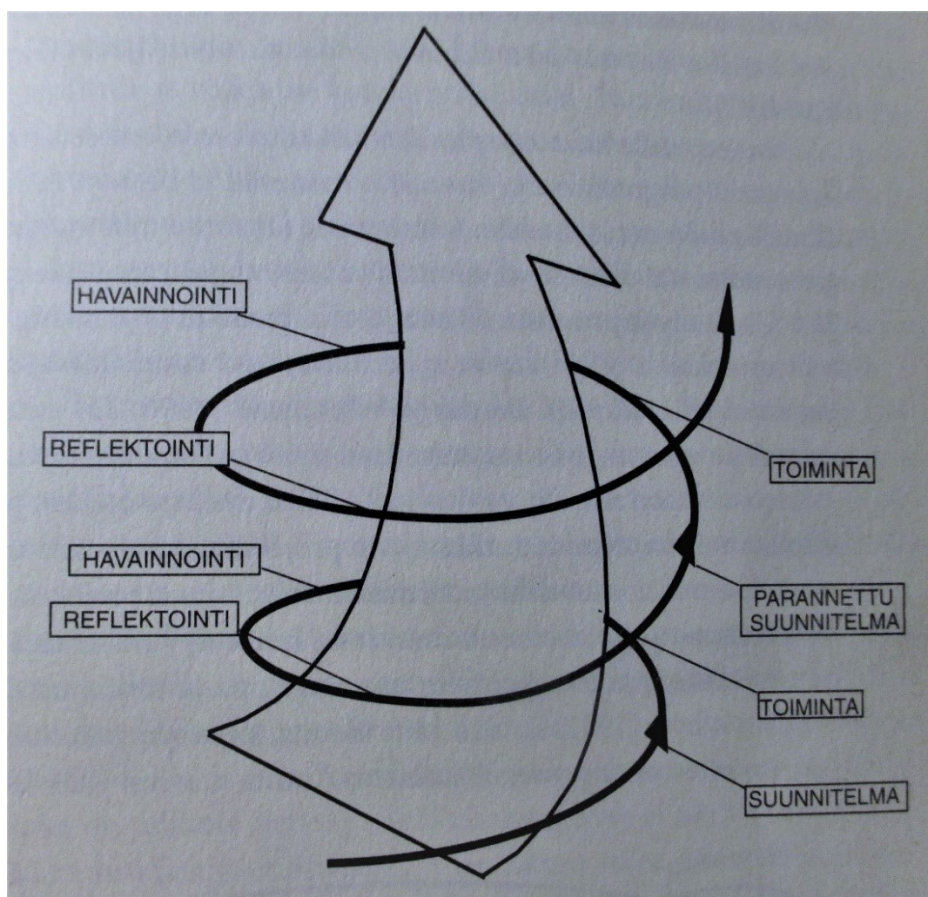 HAVAINNOINTI
REFLEKTOINTI
TOIMINTA
HAVAINNOINTI
REFLEKTOINTI
PARANNETTU
SUUNNITELMA
TOIMINTA
SUUNNITELMA